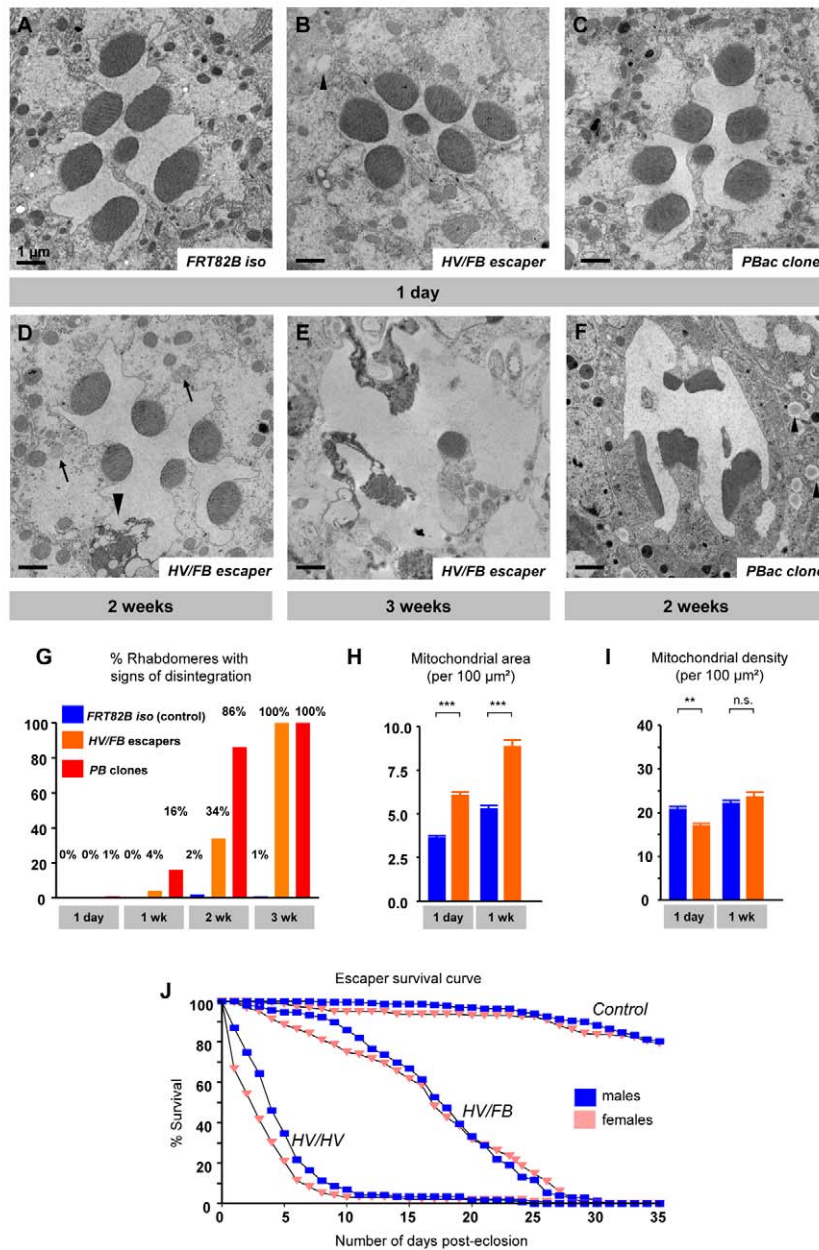 A
B
C
1 µm
FRT82B iso
HV/FB escaper
PBac clone
1 day
D
E
F
HV/FB escaper
HV/FB escaper
PBac clone
2 weeks
3 weeks
2 weeks
G
% Rhabdomeres with
signs of disintegration
FRT82B iso (control)
HV/FB escapers
PB clones
100
80
60
40
20
0
0% 0% 1%
0% 4% 16%
2% 34% 86%
1% 100% 100%
1 day
1 wk
2 wk
3 wk
H
Mitochondrial area
(per 100 µm²)
***
***
10.0
7.5
5.0
2.5
0.0
1 day
1 wk
I
Mitochondrial density
(per 100 µm²)
**
n.s.
40
30
20
10
0
1 day
1 wk
J
Escaper survival curve
% Survival
100
80
60
40
20
0
Control
HV/FB
HV/HV
males
females
0 5 10 15 20 25 30 35
Number of days post-eclosion